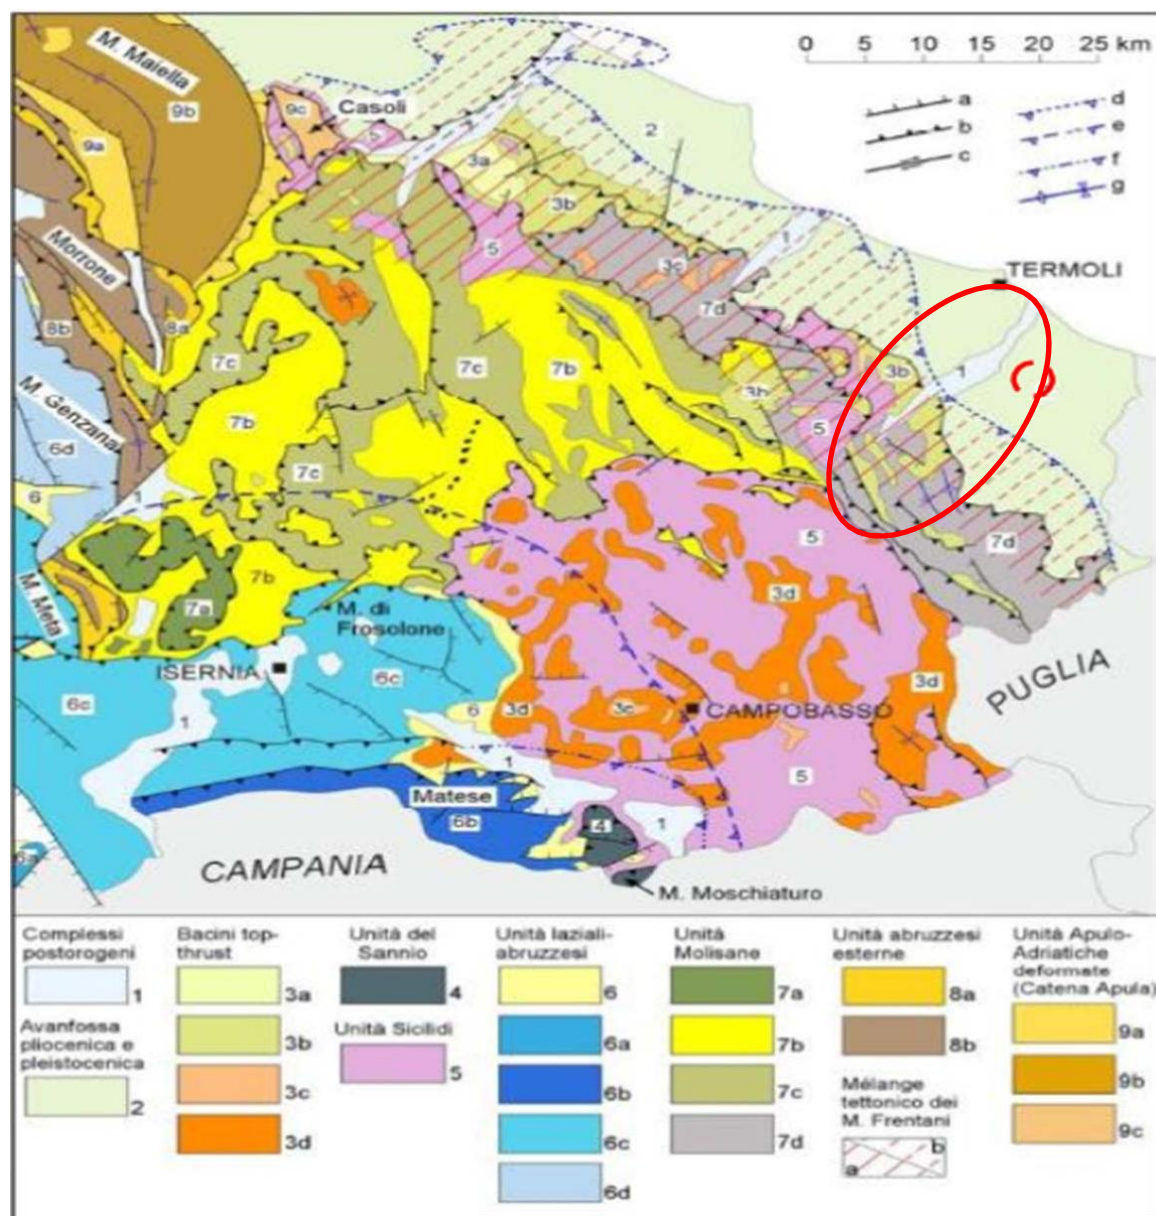 M. Maiella
9b
9c
Casoli
5
0 5 10 15 20 25 km
a
b
c
d
e
f
g
2
9a
3a
3b
1
5
Morrone
3c
TERMOLI
8b
8a
7d
7c
7c
7b
3b
3b
1
M. Genzana
6d
7b
5
7c
6
1
5
7d
7b
3d
M. Meta
7a
M. di
Frosolone
ISERNIA
PUGLIA
6c
6c
3d
6
3d
3c
CAMPOBASSO
1
1
5
Matese
6b
4
1
6a
CAMPANIA
M. Moschiaturo
Complessi
postorogeni
1
Avanfossa
pliocenica e
pleistocenica
2
Bacini top-
thrust
3a
3b
3c
3d
Unità del
Sannio
4
Unità Sicilidi
5
Unità laziali-
abruzzesi
6
6a
6b
6c
6d
Unità
Molisane
7a
7b
7c
7d
Unità abruzzesi
esterne
8a
8b
Mélange
tettonico dei
M. Frentani
a b
Unità Apulo-
Adriatiche
deformate
(Catena Apula)
9a
9b
9c